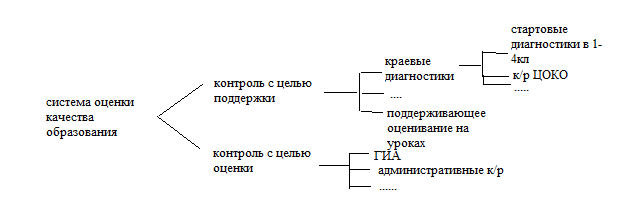 система оценки
качества
образования
контроль с целью
поддержки
краевые
диагностики
стартовые
диагностики в 1-
4кл
к/р ЦОКО
.....
....
поддерживающее
оценивание на
уроках
контроль с целью
оценки
ГИА
административные к/р
......